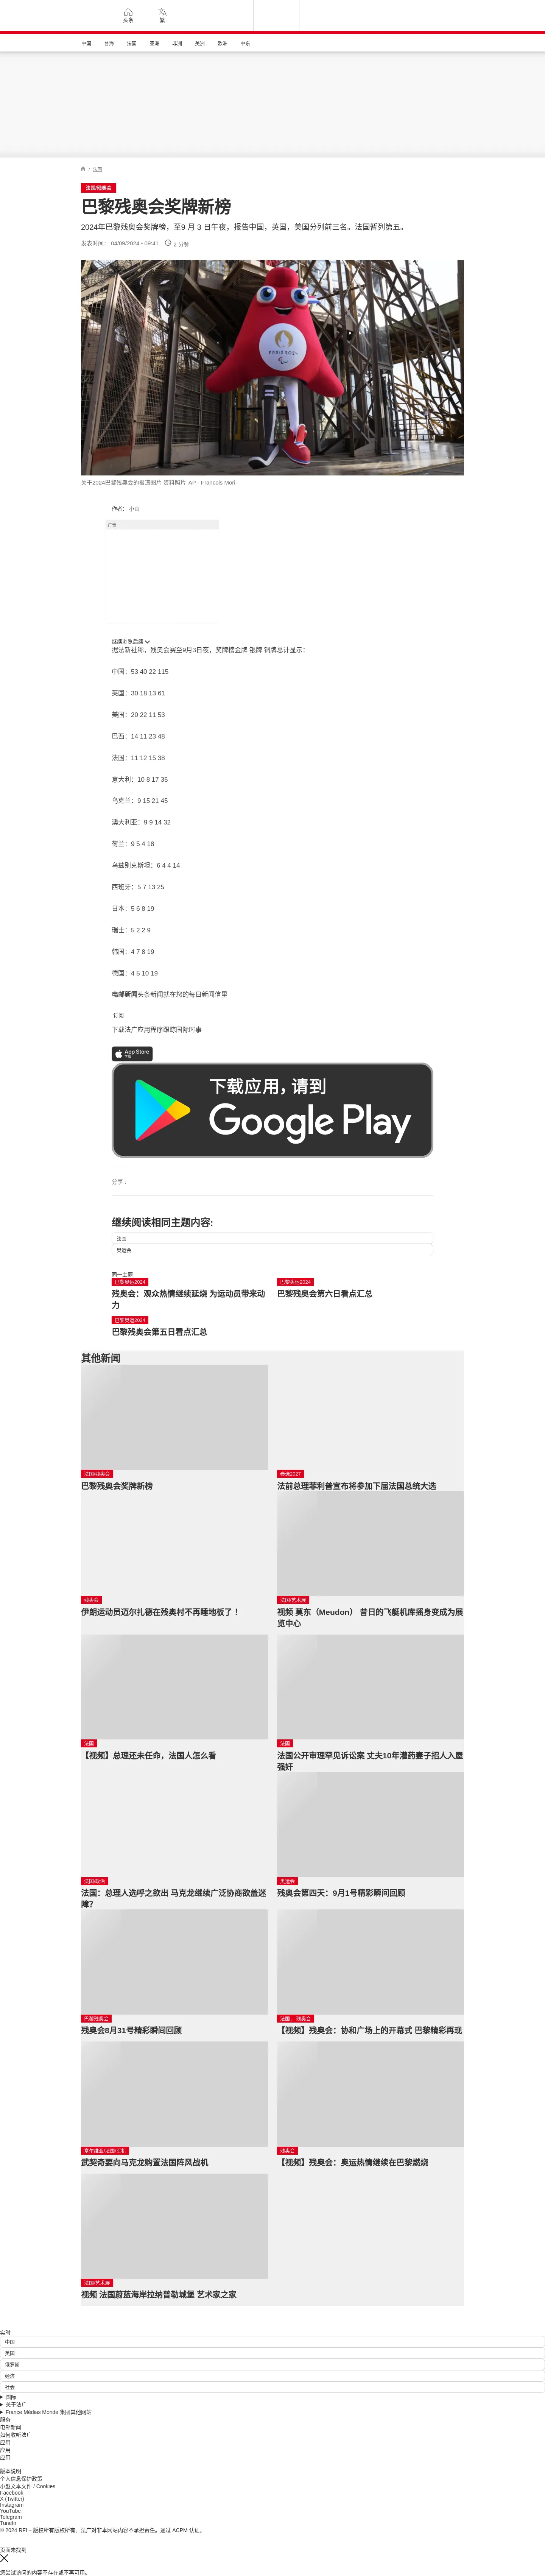 头条
繁
中国
台海
法国
亚洲
非洲
美洲
欧洲
中东
/ 法国
法国/残奥会
巴黎残奥会奖牌新榜
2024年巴黎残奥会奖牌榜，至9 月 3 日午夜，报告中国，英国，美国分列前三名。法国暂列第五。
发表时间： 04/09/2024 - 09:41 2 分钟
PARIS 2024
关于2024巴黎残奥会的报道图片 资料照片 AP - Francois Mori
作者： 小山
广告
继续浏览后续
据法新社称，残奥会赛至9月3日夜，奖牌榜金牌 银牌 铜牌总计显示：
中国：53 40 22 115
英国：30 18 13 61
美国：20 22 11 53
巴西：14 11 23 48
法国：11 12 15 38
意大利：10 8 17 35
乌克兰：9 15 21 45
澳大利亚：9 9 14 32
荷兰：9 5 4 18
乌兹别克斯坦：6 4 4 14
西班牙：5 7 13 25
日本：5 6 8 19
瑞士：5 2 2 9
韩国：4 7 8 19
德国：4 5 10 19
电邮新闻头条新闻就在您的每日新闻信里
订阅
下载法广应用程序跟踪国际时事
App Store
下载
下载应用，请到
Google Play
分享 :
继续阅读相同主题内容:
法国
奥运会
同一主题
巴黎奥运2024
残奥会：观众热情继续延烧 为运动员带来动力
巴黎奥运2024
巴黎残奥会第六日看点汇总
巴黎奥运2024
巴黎残奥会第五日看点汇总
其他新闻
法国/残奥会
巴黎残奥会奖牌新榜
参选2027
法前总理菲利普宣布将参加下届法国总统大选
残奥会
伊朗运动员迈尔扎德在残奥村不再睡地板了！
法国/艺术展
视频 莫东（Meudon） 昔日的飞艇机库摇身变成为展览中心
法国
【视频】总理还未任命，法国人怎么看
法国
法国公开审理罕见诉讼案 丈夫10年灌药妻子招人入屋强奸
法国/政治
法国：总理人选呼之欲出 马克龙继续广泛协商欲盖迷障？
奥运会
残奥会第四天：9月1号精彩瞬间回顾
巴黎残奥会
残奥会8月31号精彩瞬间回顾
法国、 残奥会
【视频】残奥会：协和广场上的开幕式 巴黎精彩再现
塞尔维亚/法国/军机
武契奇要向马克龙购置法国阵风战机
残奥会
【视频】残奥会：奥运热情继续在巴黎燃烧
法国/艺术展
视频 法国蔚蓝海岸拉纳普勒城堡 艺术家之家
实时
中国
美国
俄罗斯
经济
社会
国际
关于法广
France Médias Monde 集团其他网站
服务
电邮新闻
如何收听法广
应用
应用
应用
版本说明
个人信息保护政策
小型文本文件 / Cookies
Facebook
X (Twitter)
Instagram
YouTube
Telegram
TuneIn
© 2024 RFI – 版权所有版权所有。法广对非本网站内容不承担责任。通过 ACPM 认证。
页面未找到
您尝试访问的内容不存在或不再可用。